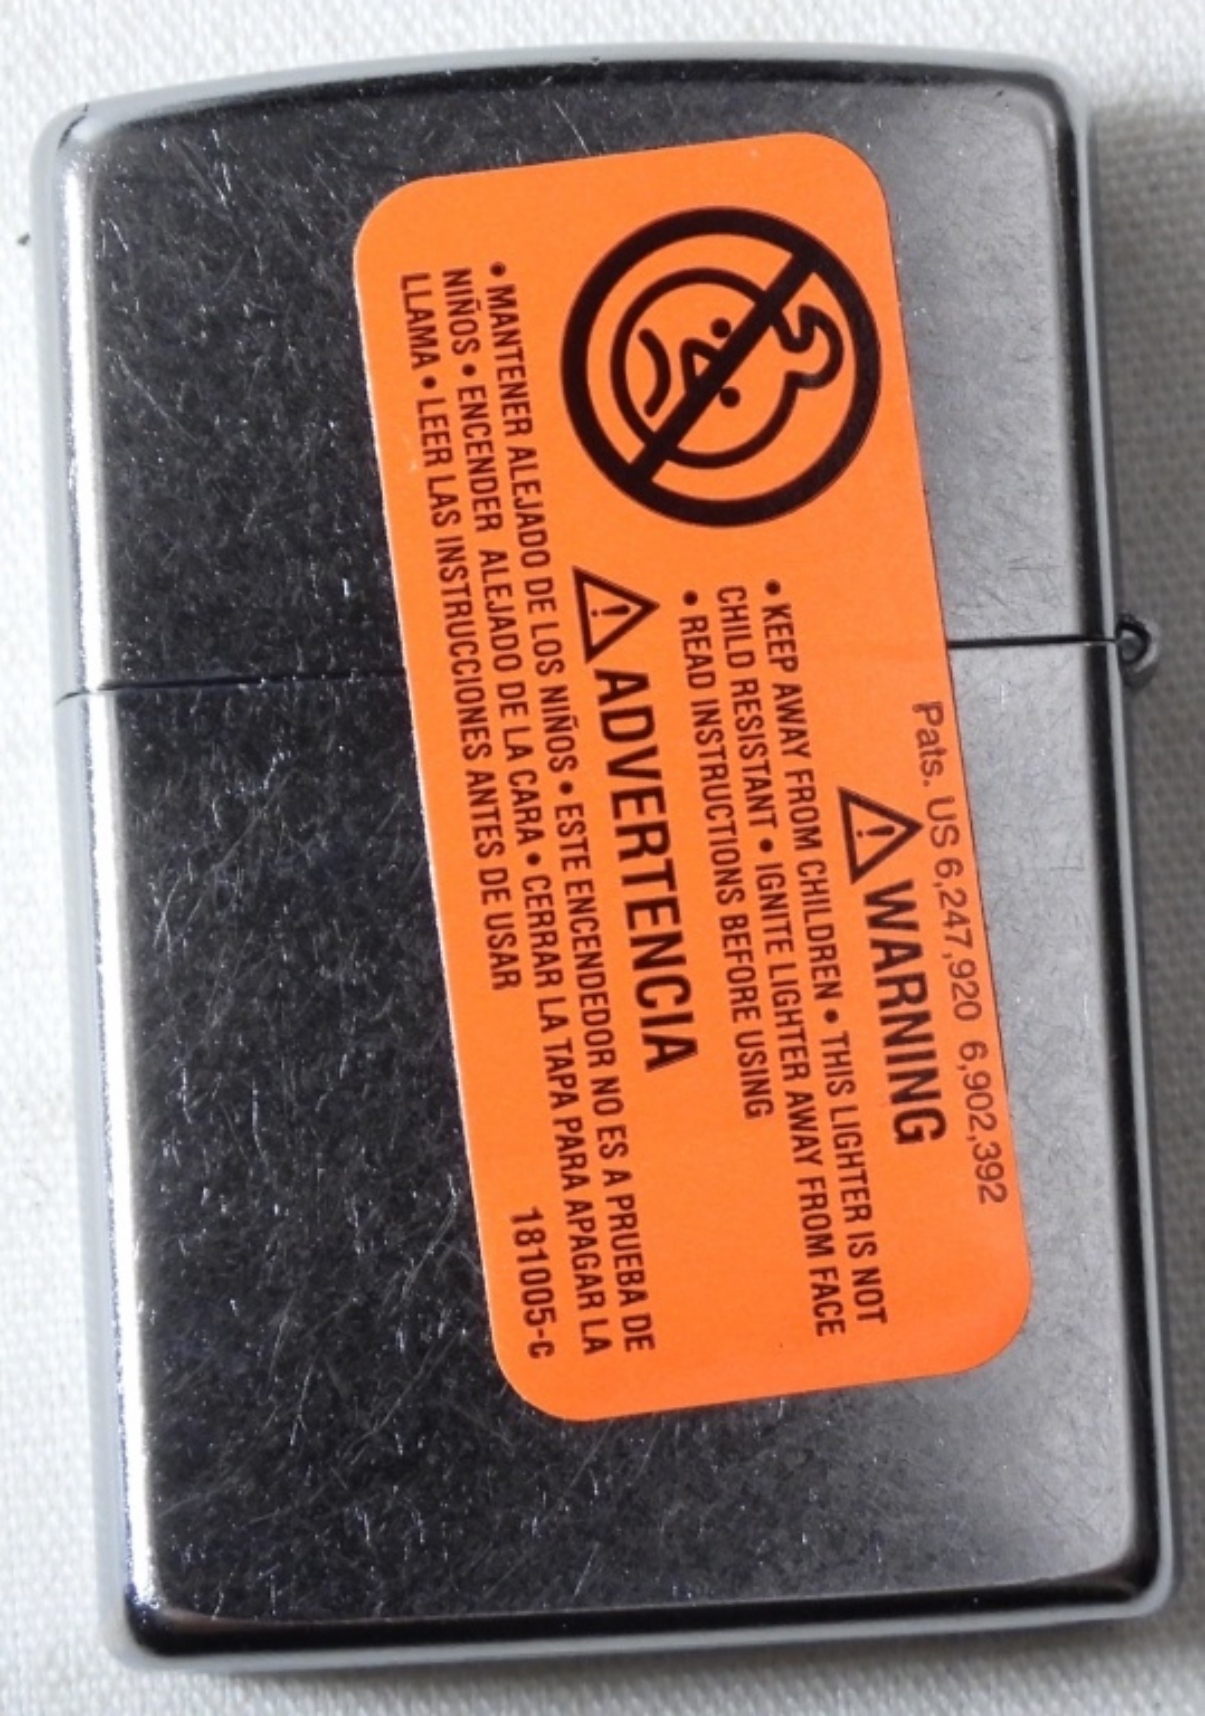 Pats. US 6,247,920 6,902,392
WARNING
• KEEP AWAY FROM CHILDREN • THIS LIGHTER IS NOT
CHILD RESISTANT • IGNITE LIGHTER AWAY FROM FACE
• READ INSTRUCTIONS BEFORE USING
ADVERTENCIA
• MANTENER ALEJADO DE LOS NIÑOS • ESTE ENCENDEDOR NO ES A PRUEBA DE
NIÑOS • ENCENDER ALEJADO DE LA CARA • CERRAR LA TAPA PARA APAGAR LA
LLAMA • LEER LAS INSTRUCCIONES ANTES DE USAR
181005-C